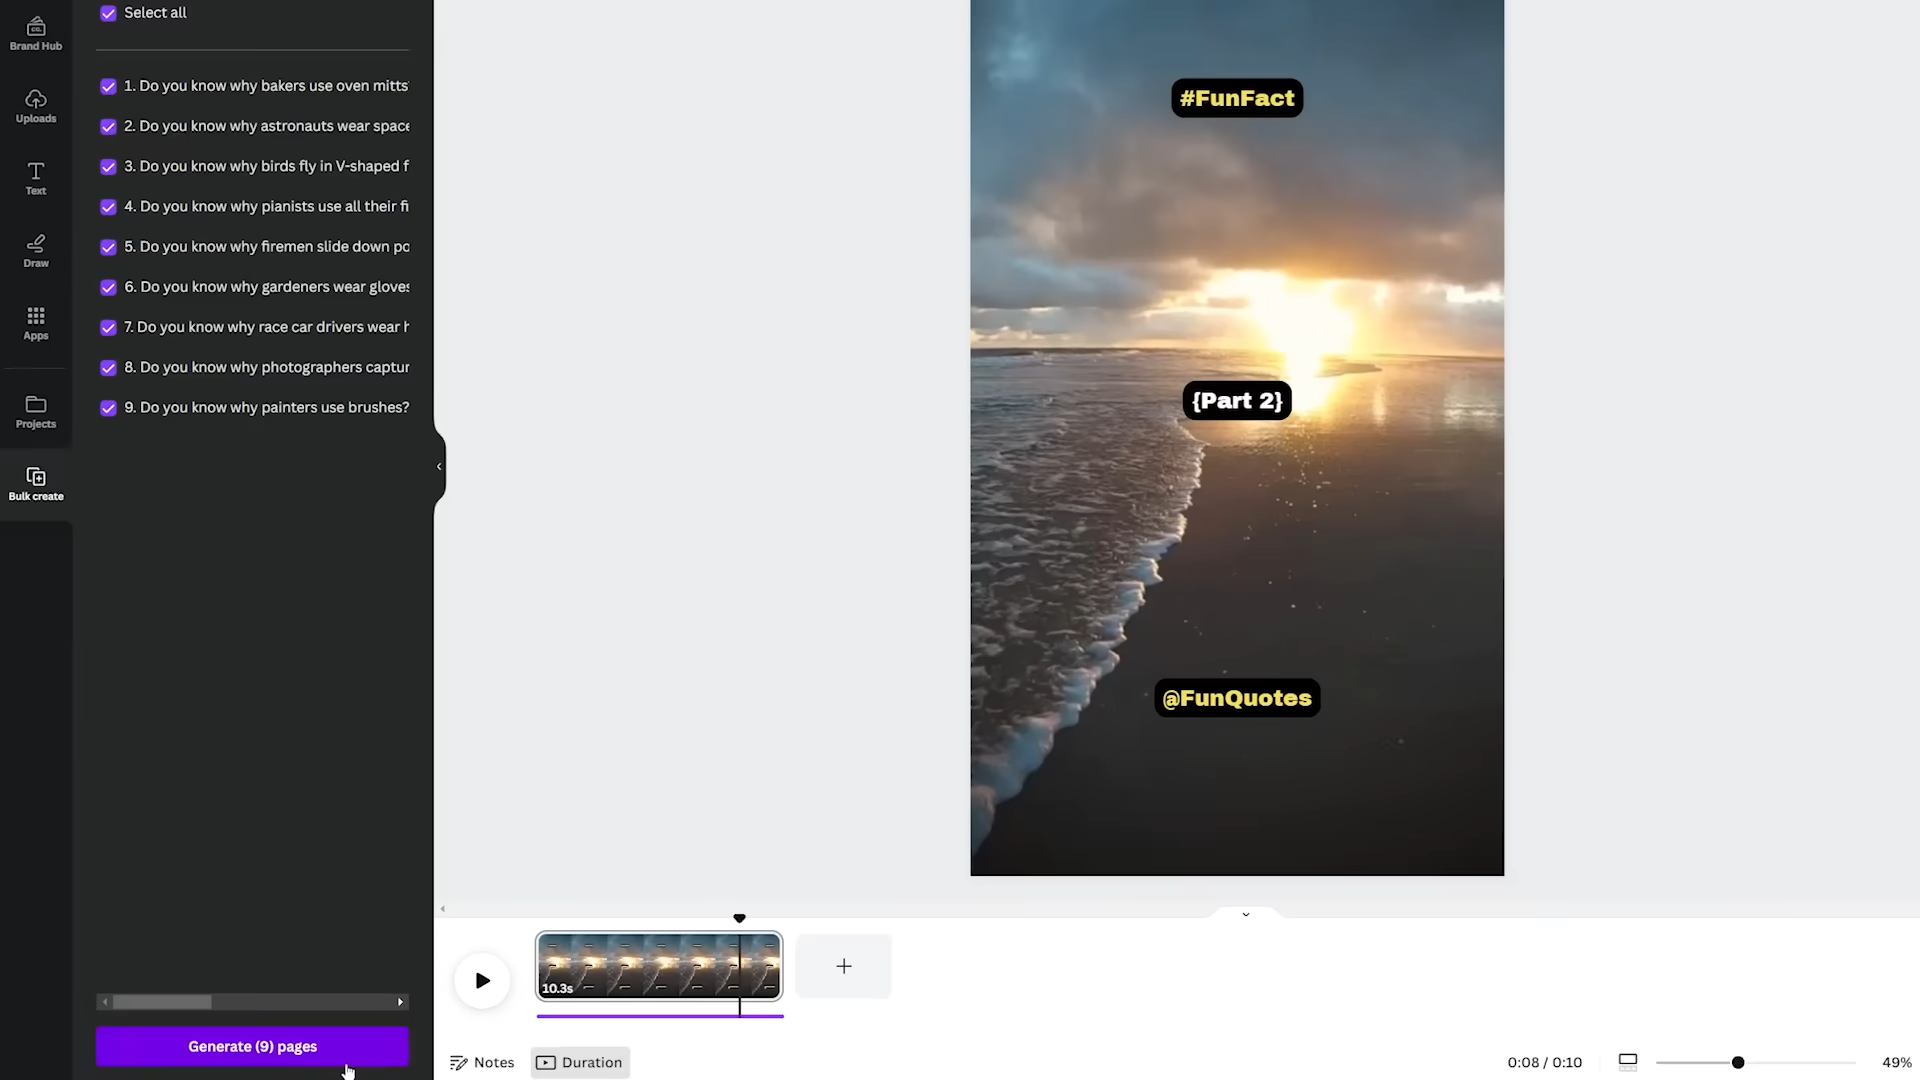 Brand Hub
Uploads
Text
Draw
Apps
Projects
Bulk create
Select all
1. Do you know why bakers use oven mitts
2. Do you know why astronauts wear space
3. Do you know why birds fly in V-shaped f
4. Do you know why pianists use all their fi
5. Do you know why firemen slide down po
6. Do you know why gardeners wear gloves
7. Do you know why race car drivers wear h
8. Do you know why photographers captur
9. Do you know why painters use brushes?
Generate (9) pages
#FunFact
{Part 2}
@FunQuotes
10.3s
Notes
Duration
0:08 / 0:10
49%